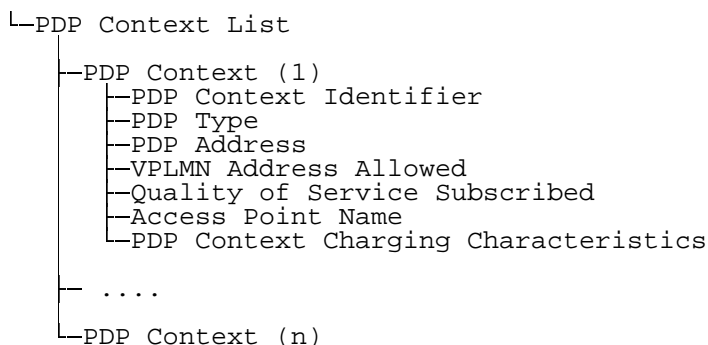 PDP Context List
PDP Context (1)
PDP Context Identifier
PDP Type
PDP Address
VPLMN Address Allowed
Quality of Service Subscribed
Access Point Name
PDP Context Charging Characteristics
....
PDP Context (n)